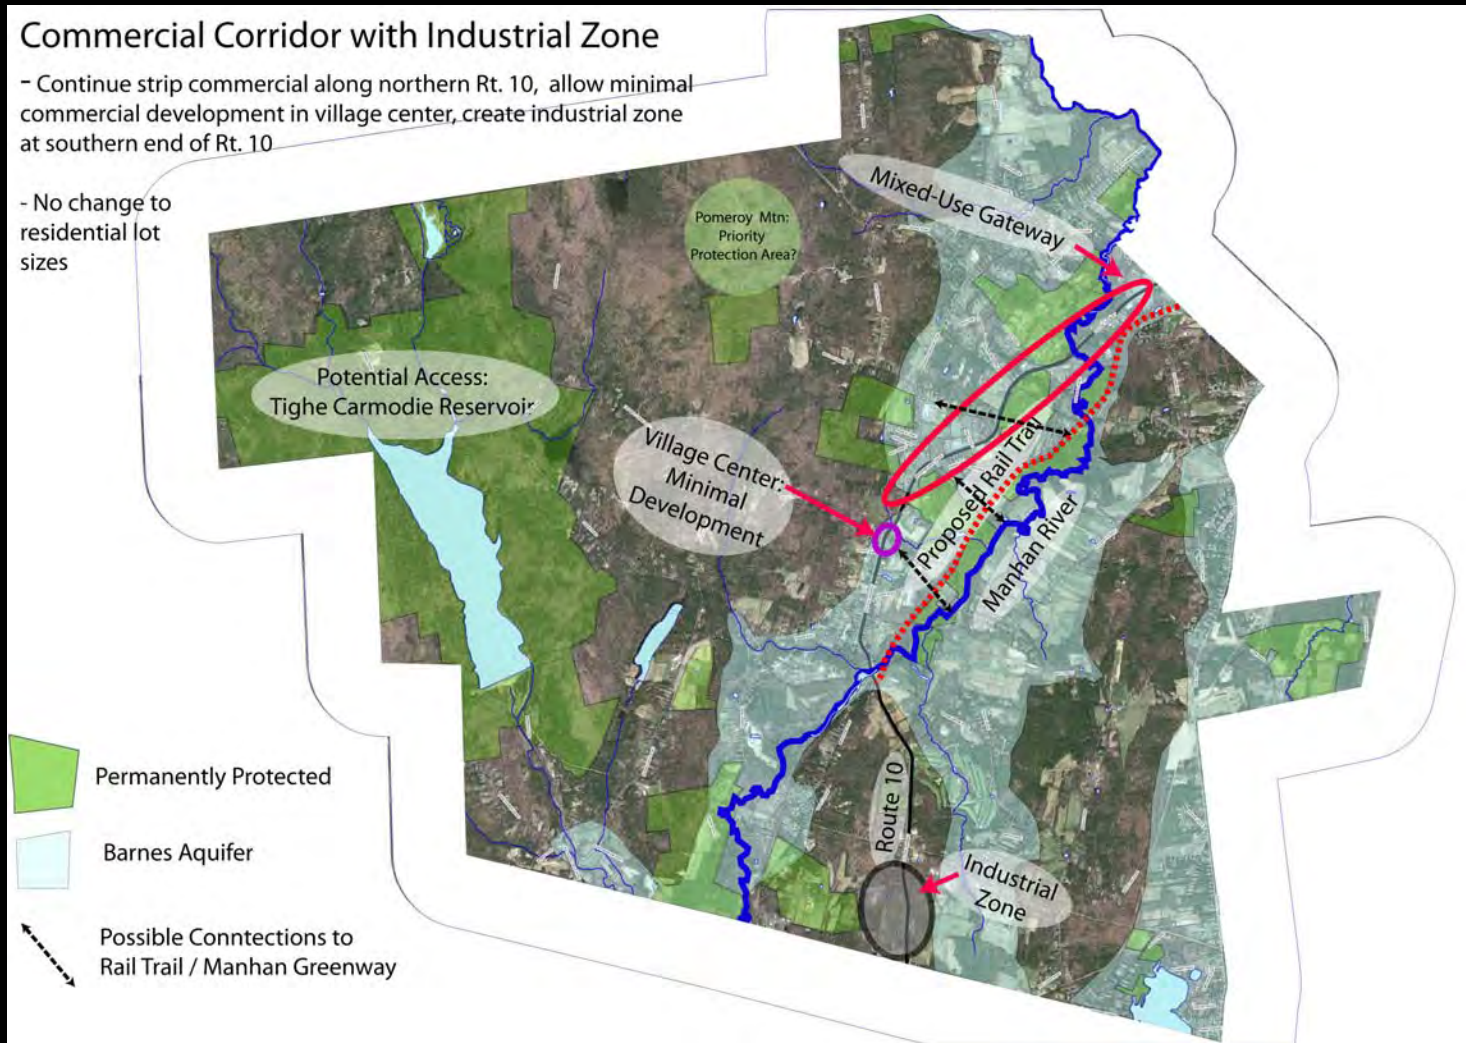 Commercial Corridor with Industrial Zone
- Continue strip commercial along northern Rt. 10, allow minimal
commercial development in village center, create industrial zone
at southern end of Rt. 10
- No change to
residential lot
sizes
Mixed-Use Gateway
Pomeroy Mtn:
Priority
Protection Area?
Potential Access:
Tighe Carmodie Reservoir
Village Center:
Minimal
Development
Proposed Rail Trail
Manhan River
Route 10
Industrial
Zone
Permanently Protected
Barnes Aquifer
Possible Conntections to
Rail Trail / Manhan Greenway